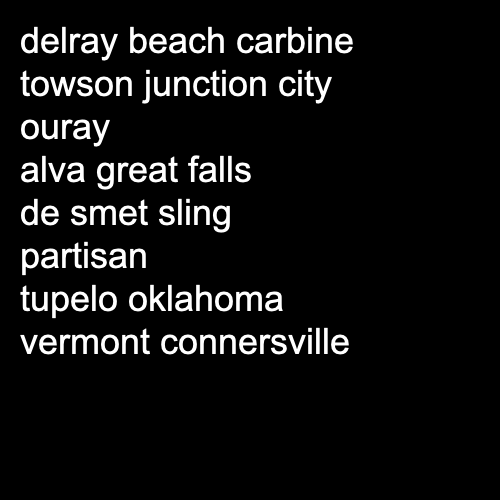 delray beach carbine
towson junction city
ouray
alva great falls
de smet sling
partisan
tupelo oklahoma
vermont connersville